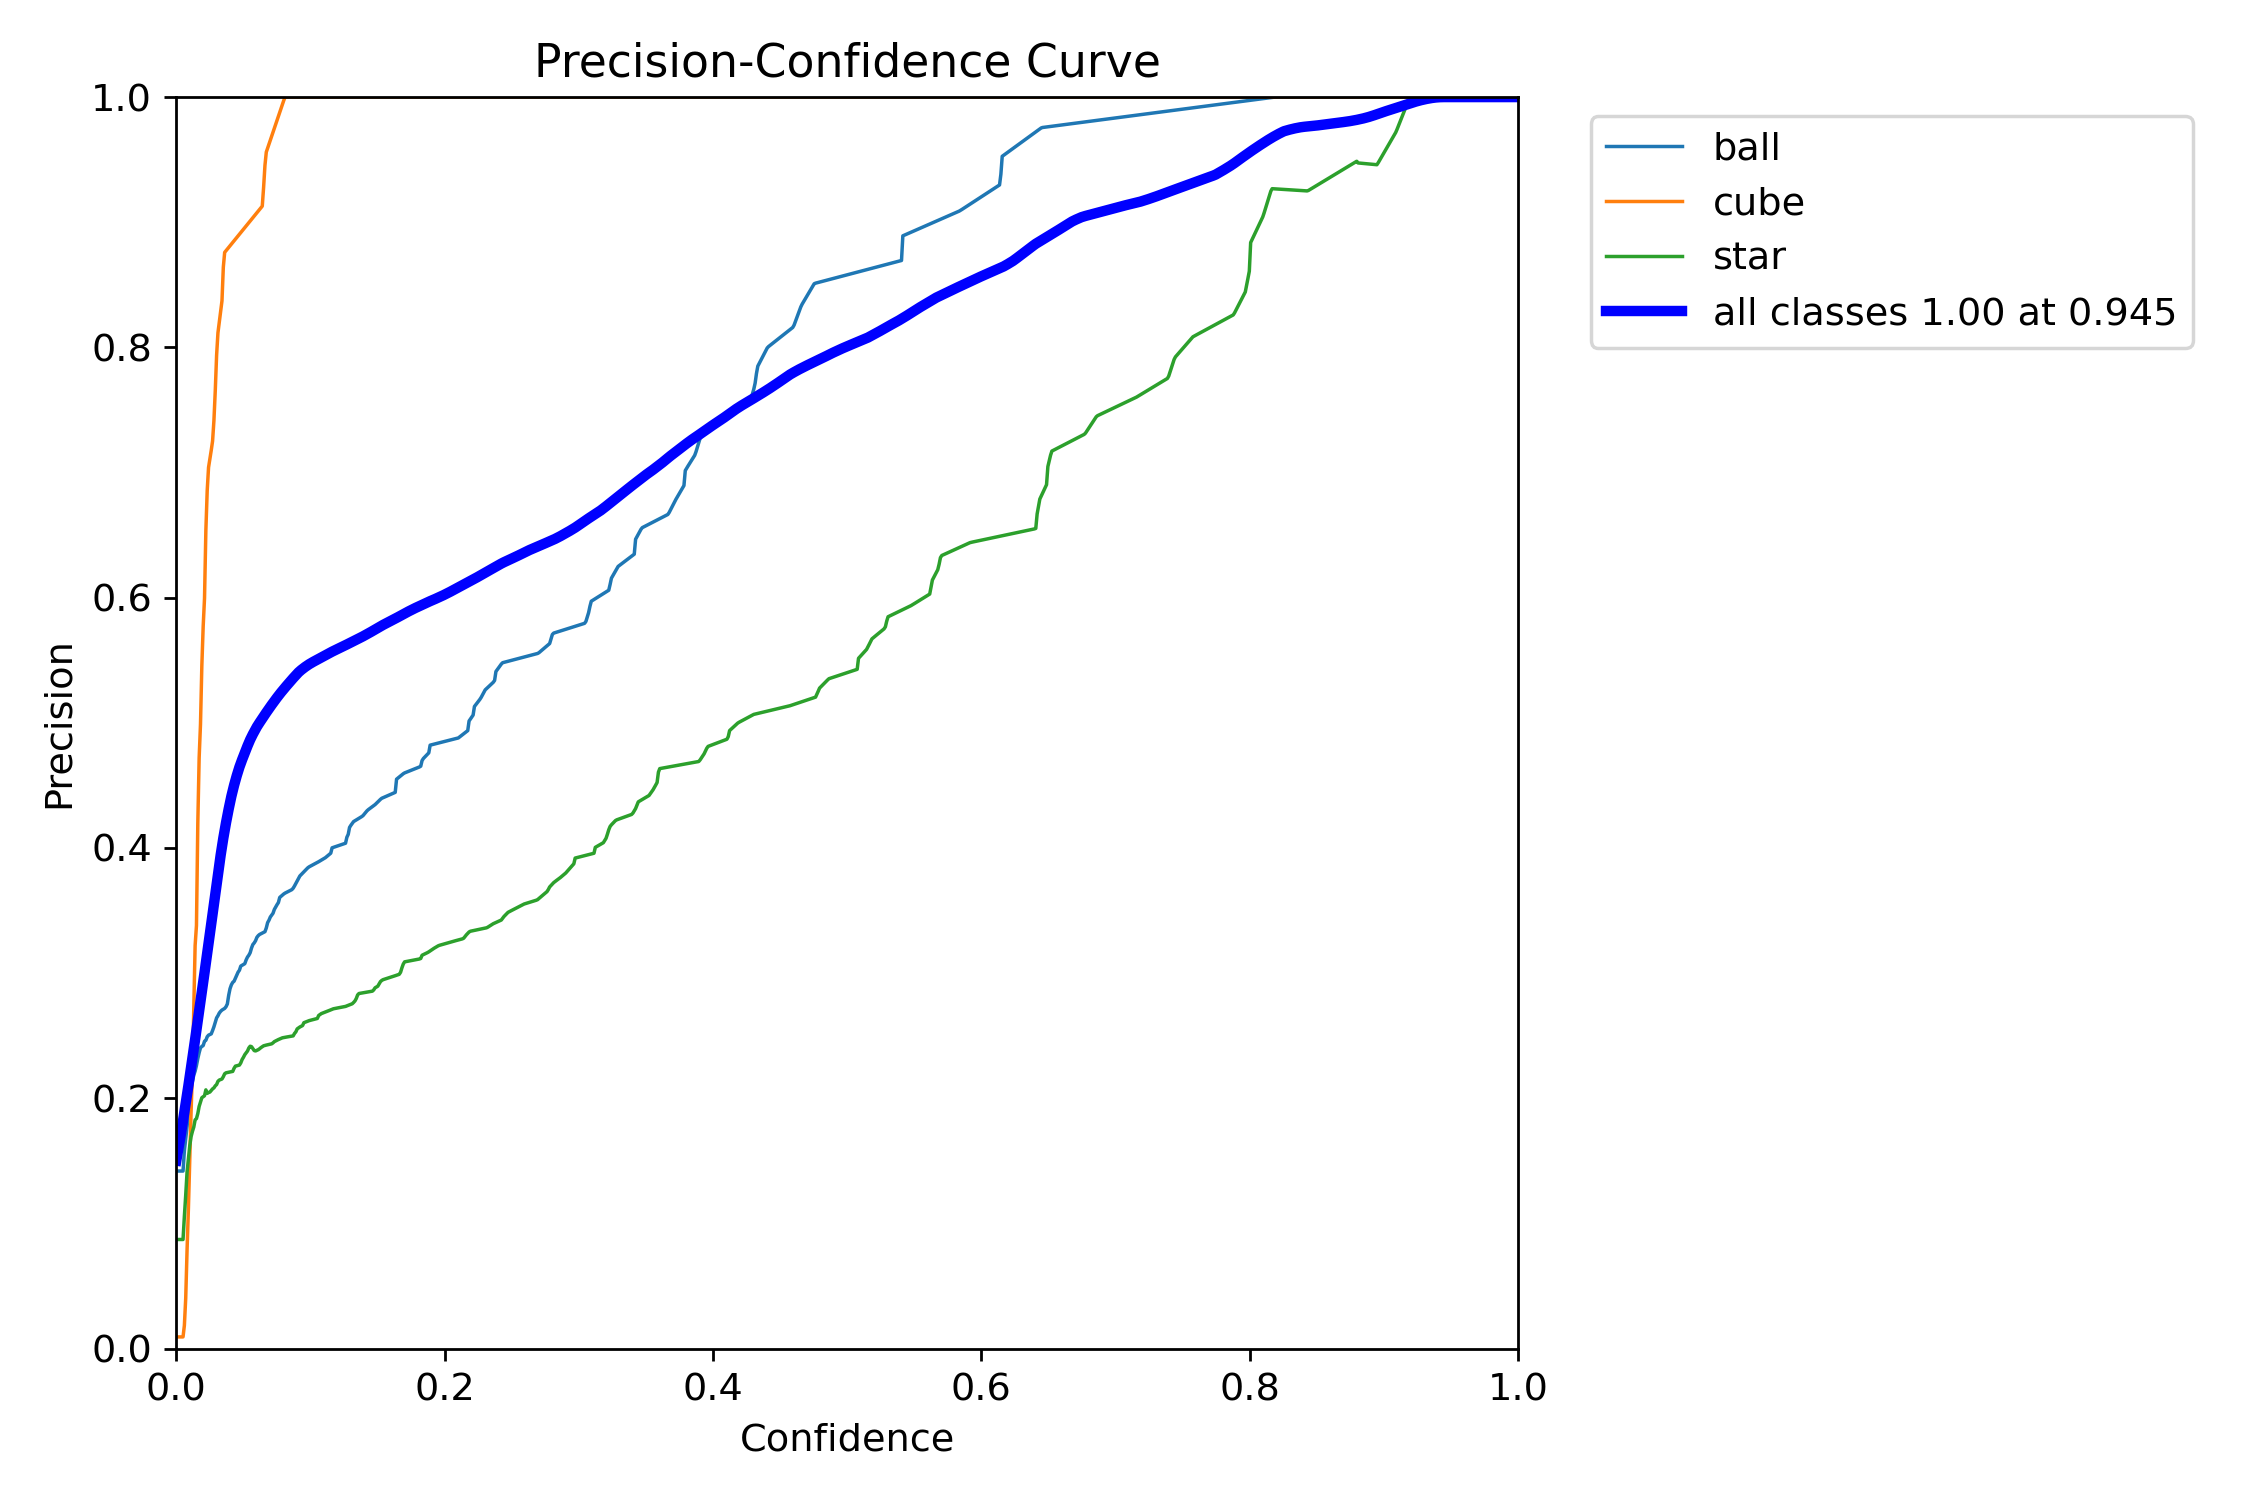 Precision-Confidence Curve
1.0
0.8
0.6
0.4
0.2
0.0
Precision
0.0 0.2 0.4 0.6 0.8 1.0
Confidence
ball
cube
star
all classes 1.00 at 0.945